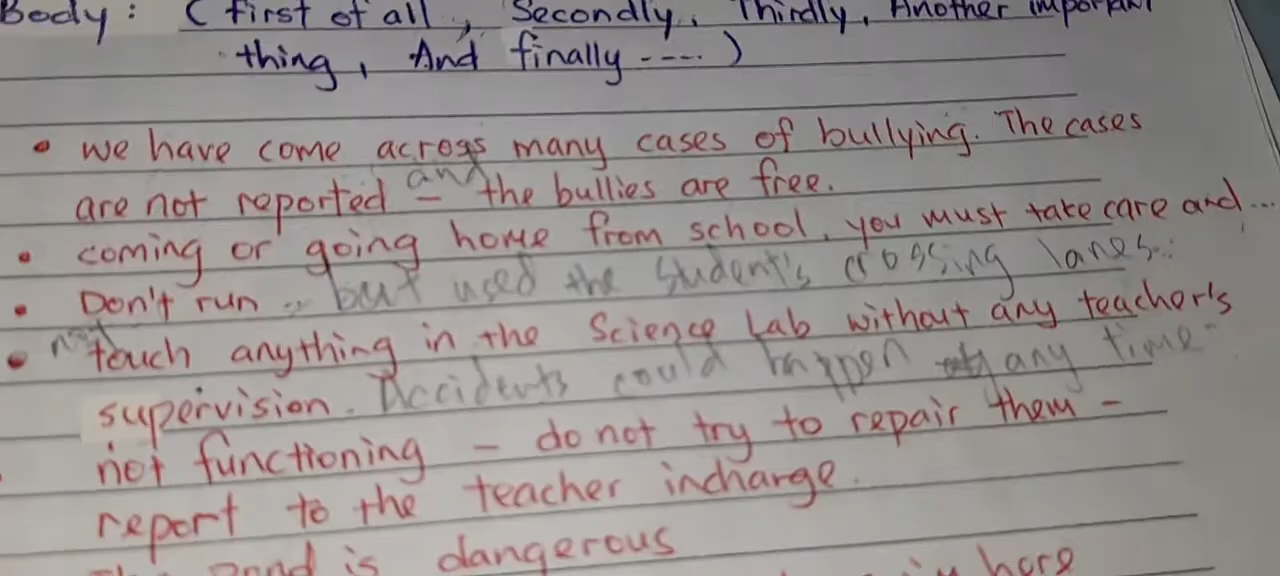 Body: (first of all, Secondly, Thirdly, Another important
thing, And finally ----)
• we have come across many cases of bullying. The cases
are not reported - and the bullies are free.
• coming or going home from school, you must take care and...
• Don't run .. but used the student's crossing lanes...
• not touch anything in the Science Lab without any teacher's
supervision. Accidents could happen any time
not functioning - do not try to repair them -
report to the teacher incharge.
pond is dangerous
here